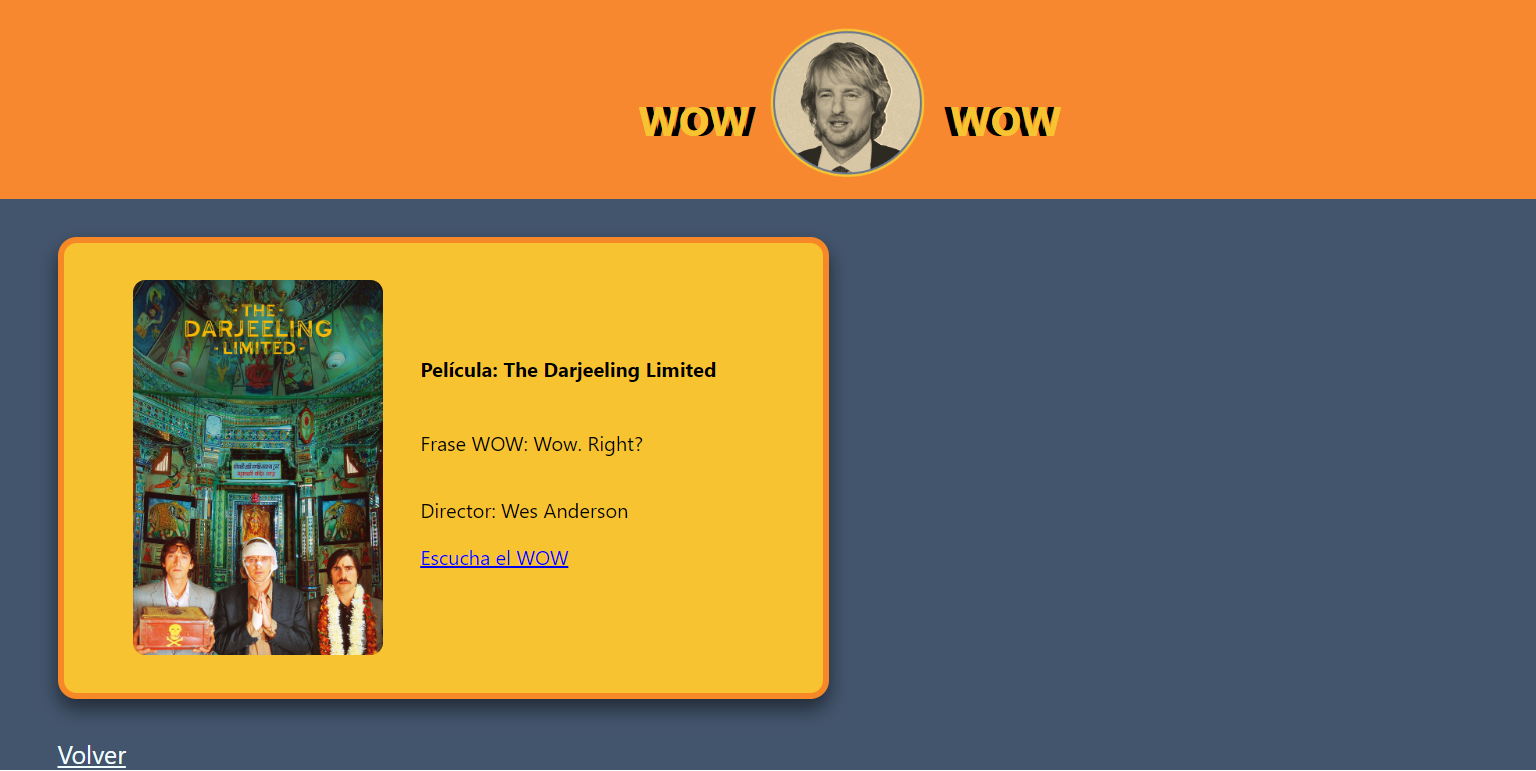 WOW WOW
·THE·
DARJEELING
·LIMITED·
Película: The Darjeeling Limited
Frase WOW: Wow. Right?
Director: Wes Anderson
Escucha el WOW
Volver